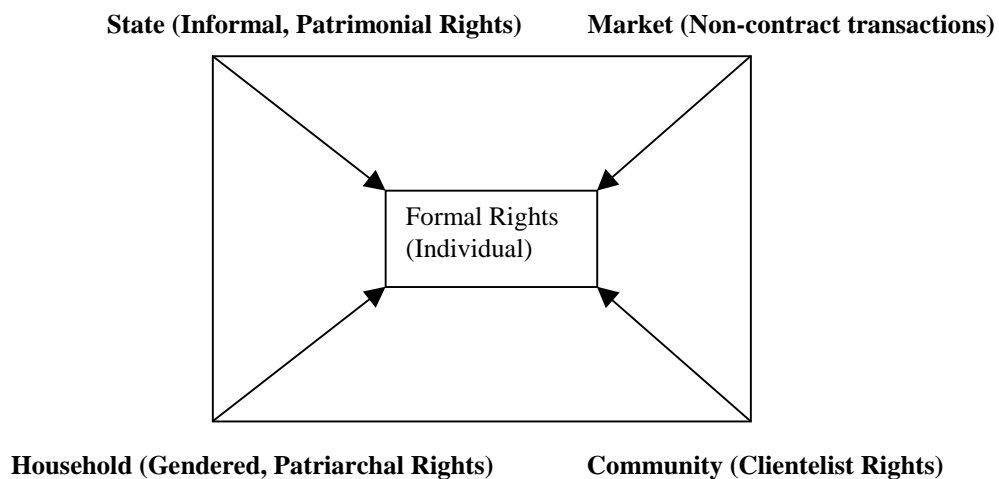 State (Informal, Patrimonial Rights)
Market (Non-contract transactions)
Formal Rights
(Individual)
Household (Gendered, Patriarchal Rights)
Community (Clientelist Rights)